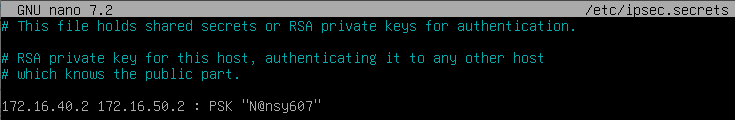 GNU nano 7.2 /etc/ipsec.secrets
# This file holds shared secrets or RSA private keys for authentication.
# RSA private key for this host, authenticating it to any other host
# which knows the public part.
172.16.40.2 172.16.50.2 : PSK "N@nsy607"